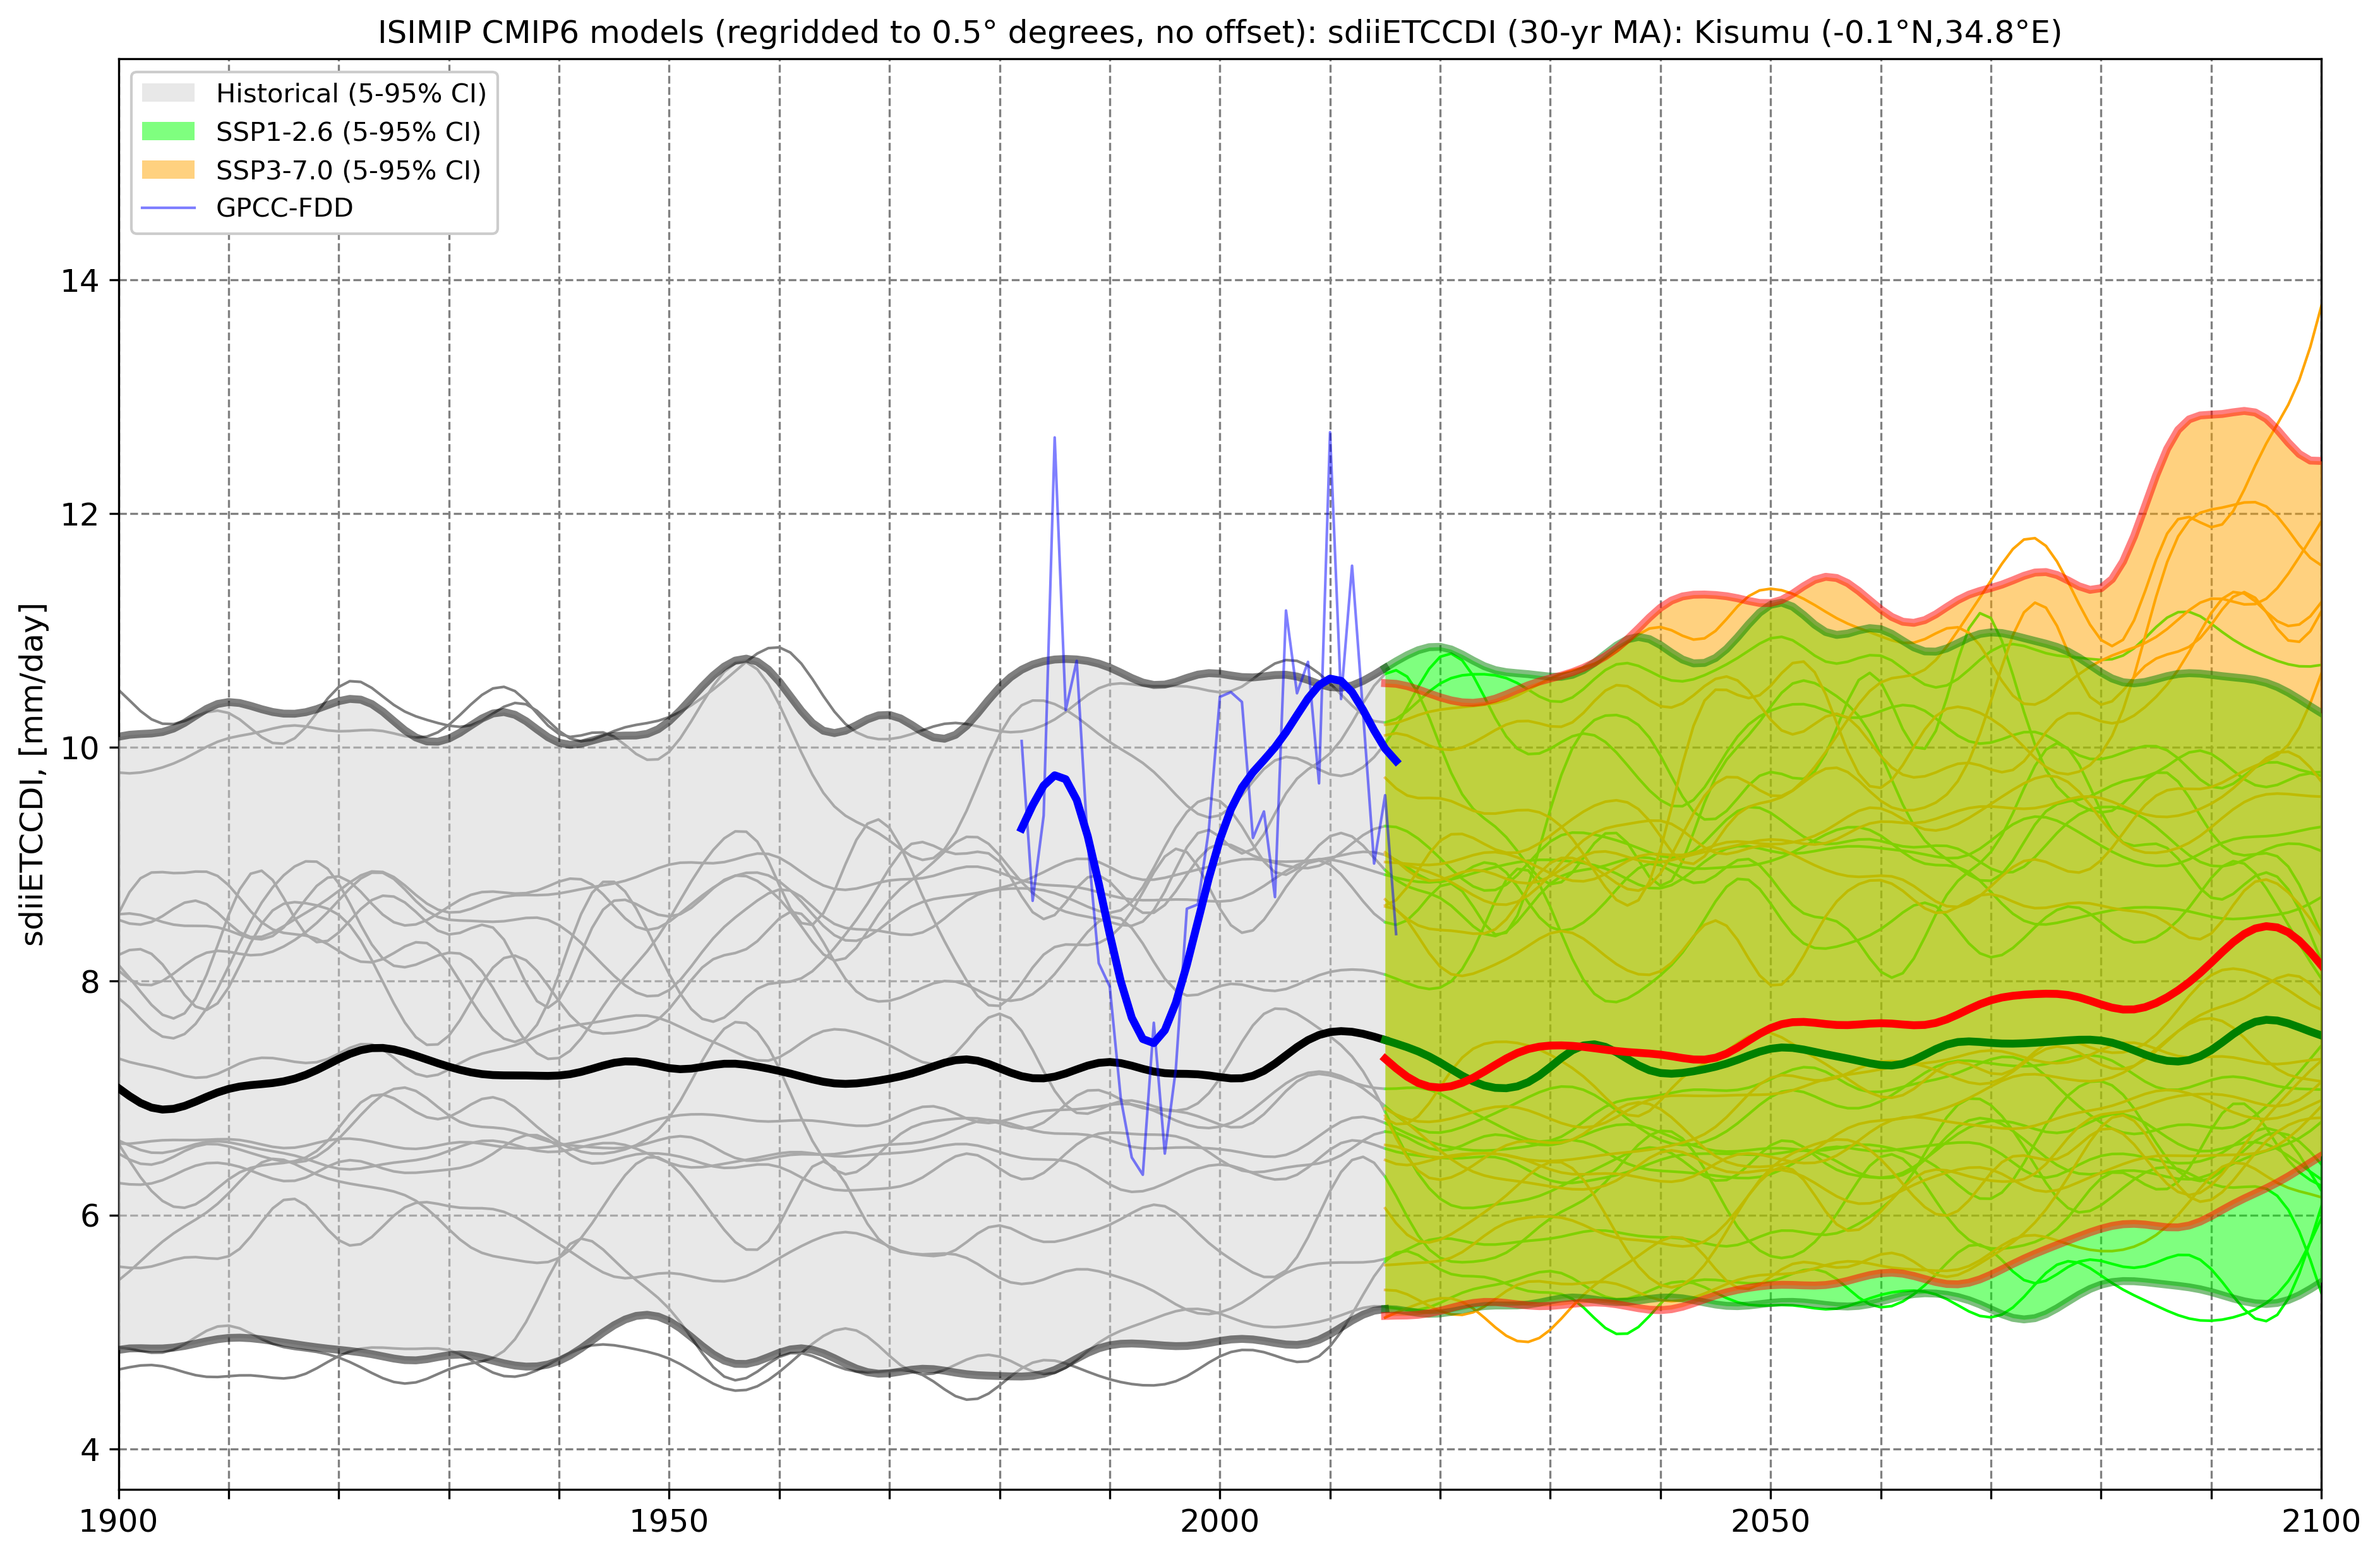 ISIMIP CMIP6 models (regridded to 0.5° degrees, no offset): sdiiETCCDI (30-yr MA): Kisumu (-0.1°N,34.8°E)
Historical (5-95% CI)
SSP1-2.6 (5-95% CI)
SSP3-7.0 (5-95% CI)
GPCC-FDD
sdiiETCCDI, [mm/day]
14
12
10
8
6
4
1900
1950
2000
2050
2100